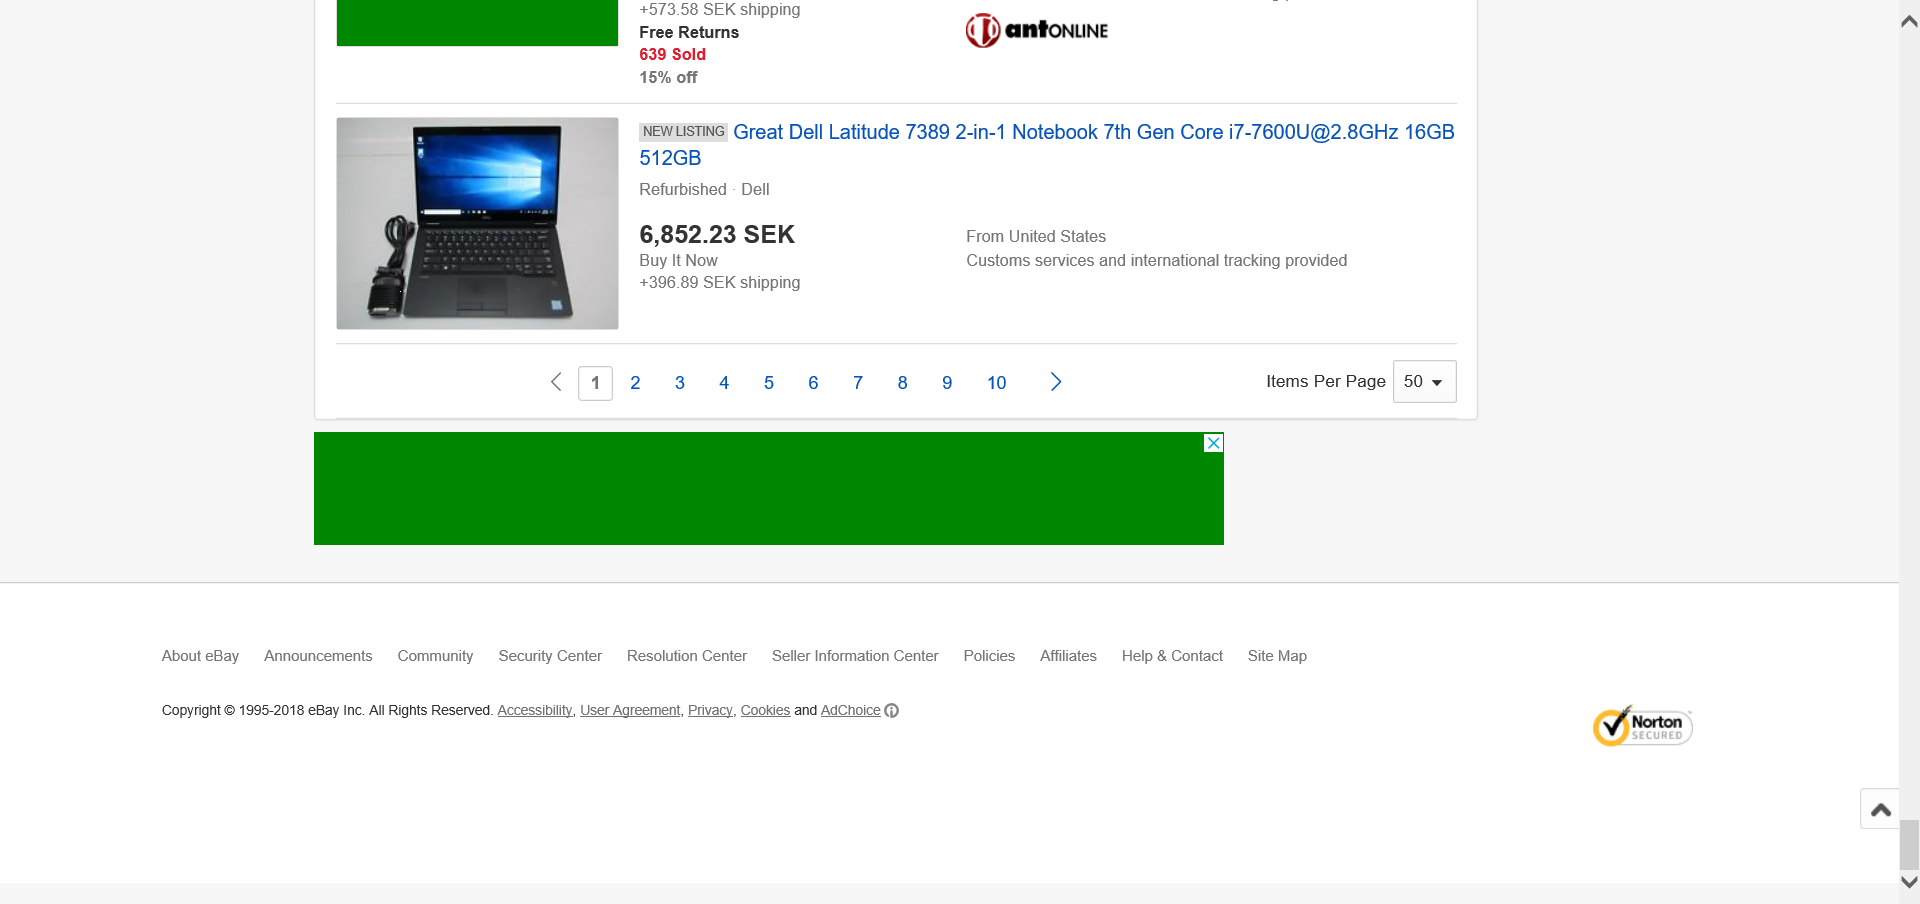 +573.58 SEK shipping
Free Returns
639 Sold
15% off
antONLINE
NEW LISTING Great Dell Latitude 7389 2-in-1 Notebook 7th Gen Core i7-7600U@2.8GHz 16GB
512GB
Refurbished · Dell
6,852.23 SEK
Buy It Now
+396.89 SEK shipping
From United States
Customs services and international tracking provided
1 2 3 4 5 6 7 8 9 10
Items Per Page 50
About eBay Announcements Community Security Center Resolution Center Seller Information Center Policies Affiliates Help & Contact Site Map
Copyright © 1995-2018 eBay Inc. All Rights Reserved. Accessibility, User Agreement, Privacy, Cookies and AdChoice
Norton
SECURED